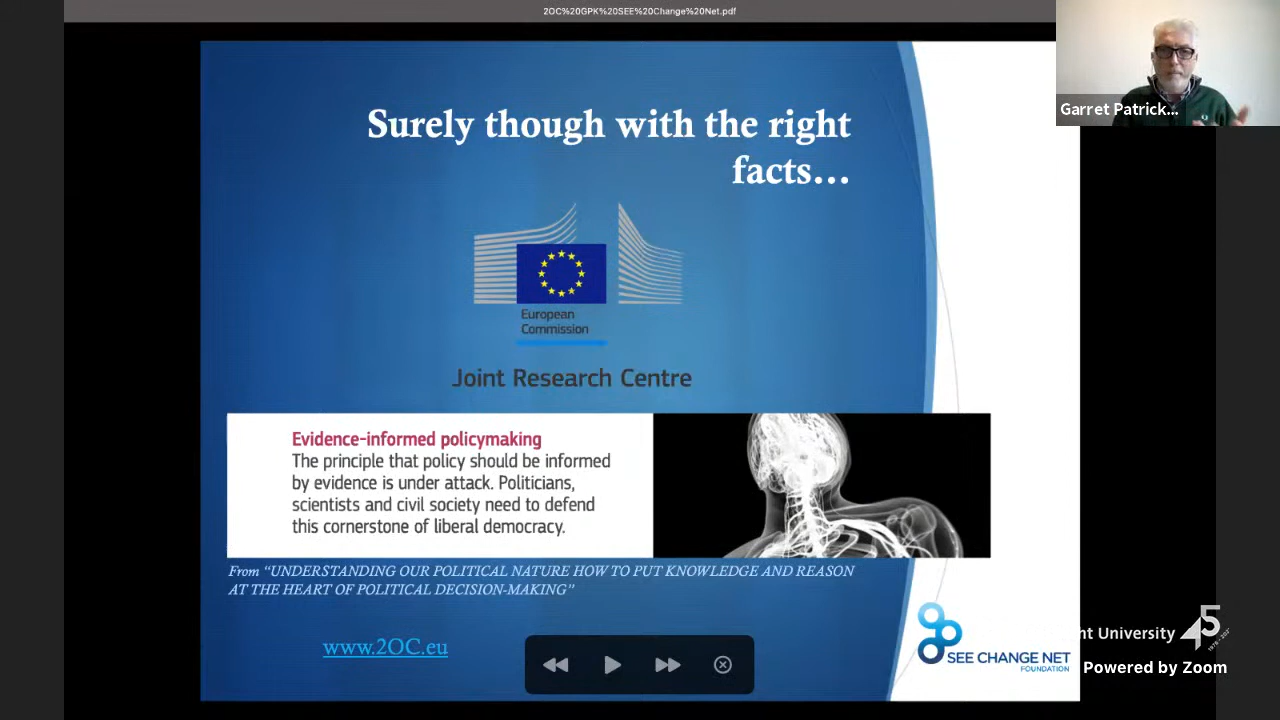 2OC%20GPK%20SEE%20Change%20Net.pdf
Garret Patrick...
Surely though with the right
facts...
European
Commission
Joint Research Centre
Evidence-informed policymaking
The principle that policy should be informed
by evidence is under attack. Politicians,
scientists and civil society need to defend
this cornerstone of liberal democracy.
From “UNDERSTANDING OUR POLITICAL NATURE HOW TO PUT KNOWLEDGE AND REASON
AT THE HEART OF POLITICAL DECISION-MAKING”
www.2OC.eu
SEE CHANGE NET
FOUNDATION
nt University 45
Powered by Zoom